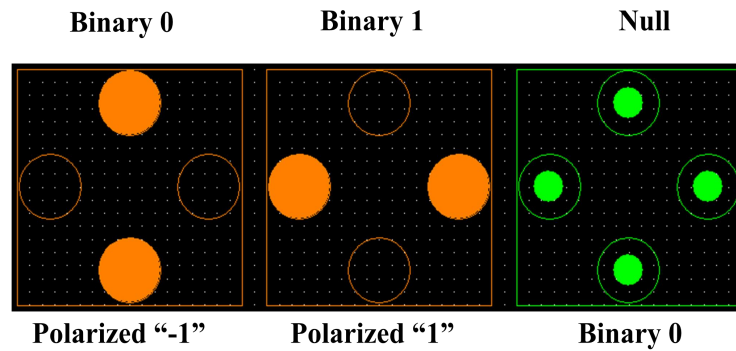 Binary 0 Binary 1 Null
Polarized “-1” Polarized “1” Binary 0